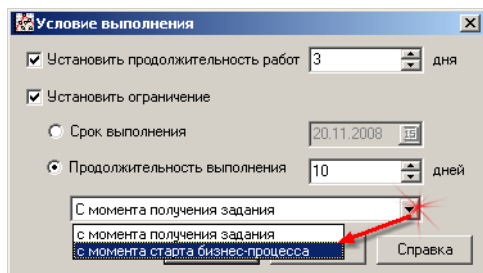 Условие выполнения
Установить продолжительность работ 3 дня
Установить ограничение
Срок выполнения 20.11.2008 15
Продолжительность выполнения 10 дней
С момента получения задания
с момента получения задания
с момента старта бизнес-процесса
Справка